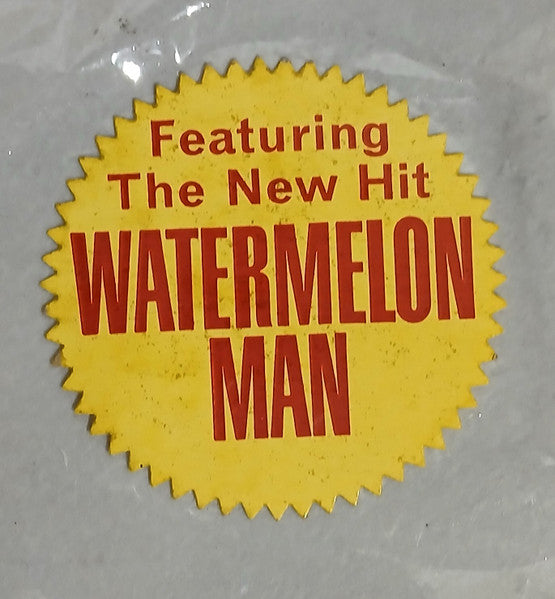 Featuring
The New Hit
WATERMELON
MAN